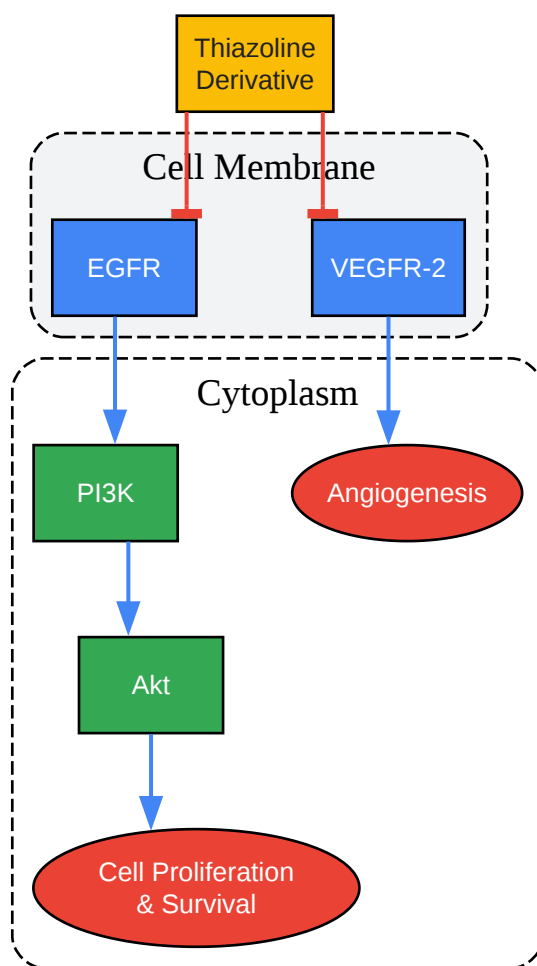 Thiazoline
Derivative
Cell Membrane
EGFR
VEGFR-2
Cytoplasm
PI3K
Angiogenesis
Akt
Cell Proliferation
& Survival